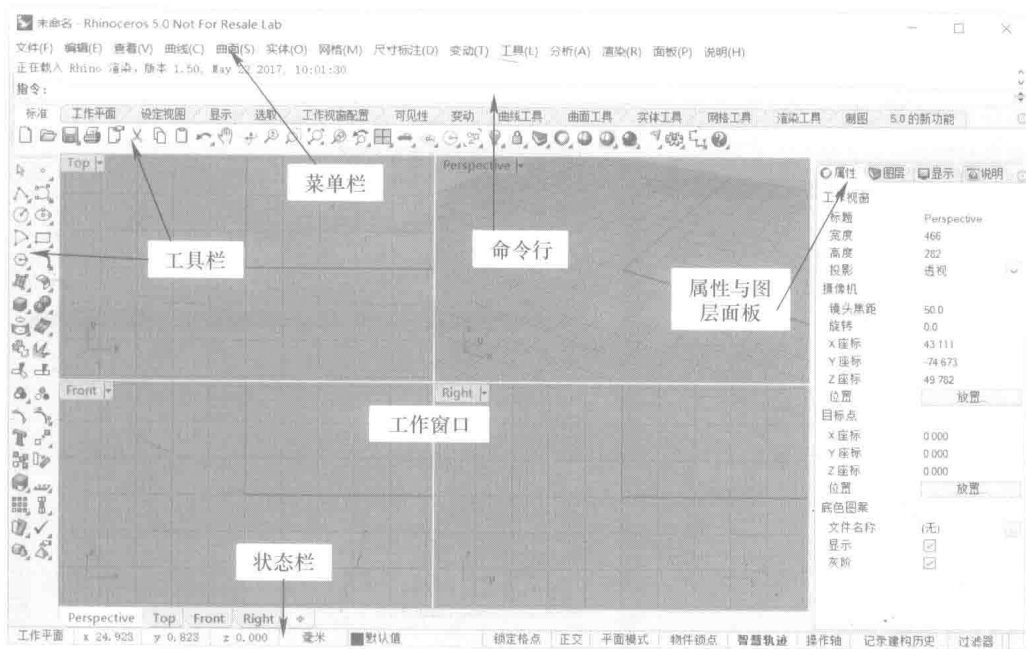 未命名 - Rhinoceros 5.0 Not For Resale Lab
文件(F) 编辑(E) 查看(V) 曲线(C) 曲面(S) 实体(O) 网格(M) 尺寸标注(D) 变动(T) 工具(L) 分析(A) 渲染(R) 面板(P) 说明(H)
正在载入 Rhino 渲染, 版本 1.50, May 22 2017, 10:01:30
指令:
标准 工作平面 设定视图 显示 选取 工作视窗配置 可见性 变动 曲线工具 曲面工具 实体工具 网格工具 渲染工具 制图 5.0 的新功能
Top
Perspective
菜单栏
工具栏
命令行
属性与图
层面板
属性 图层 显示 说明
工作视窗
标题 Perspective
宽度 466
高度 282
投影 透视
摄像机
镜头焦距 50.0
旋转 0.0
X 座标 43.111
Y 座标 -74.673
Z 座标 49.782
位置 放置...
目标点
X 座标 0.000
Y 座标 0.000
Z 座标 0.000
位置 放置...
底色图案
文件名称 (无)
显示
灰阶
Front
Right
工作窗口
状态栏
Perspective Top Front Right
工作平面 x 24.923 y 0.823 z 0.000 毫米 默认值 锁定格点 正交 平面模式 物件锁点 智慧轨迹 操作轴 记录建构历史 过滤器